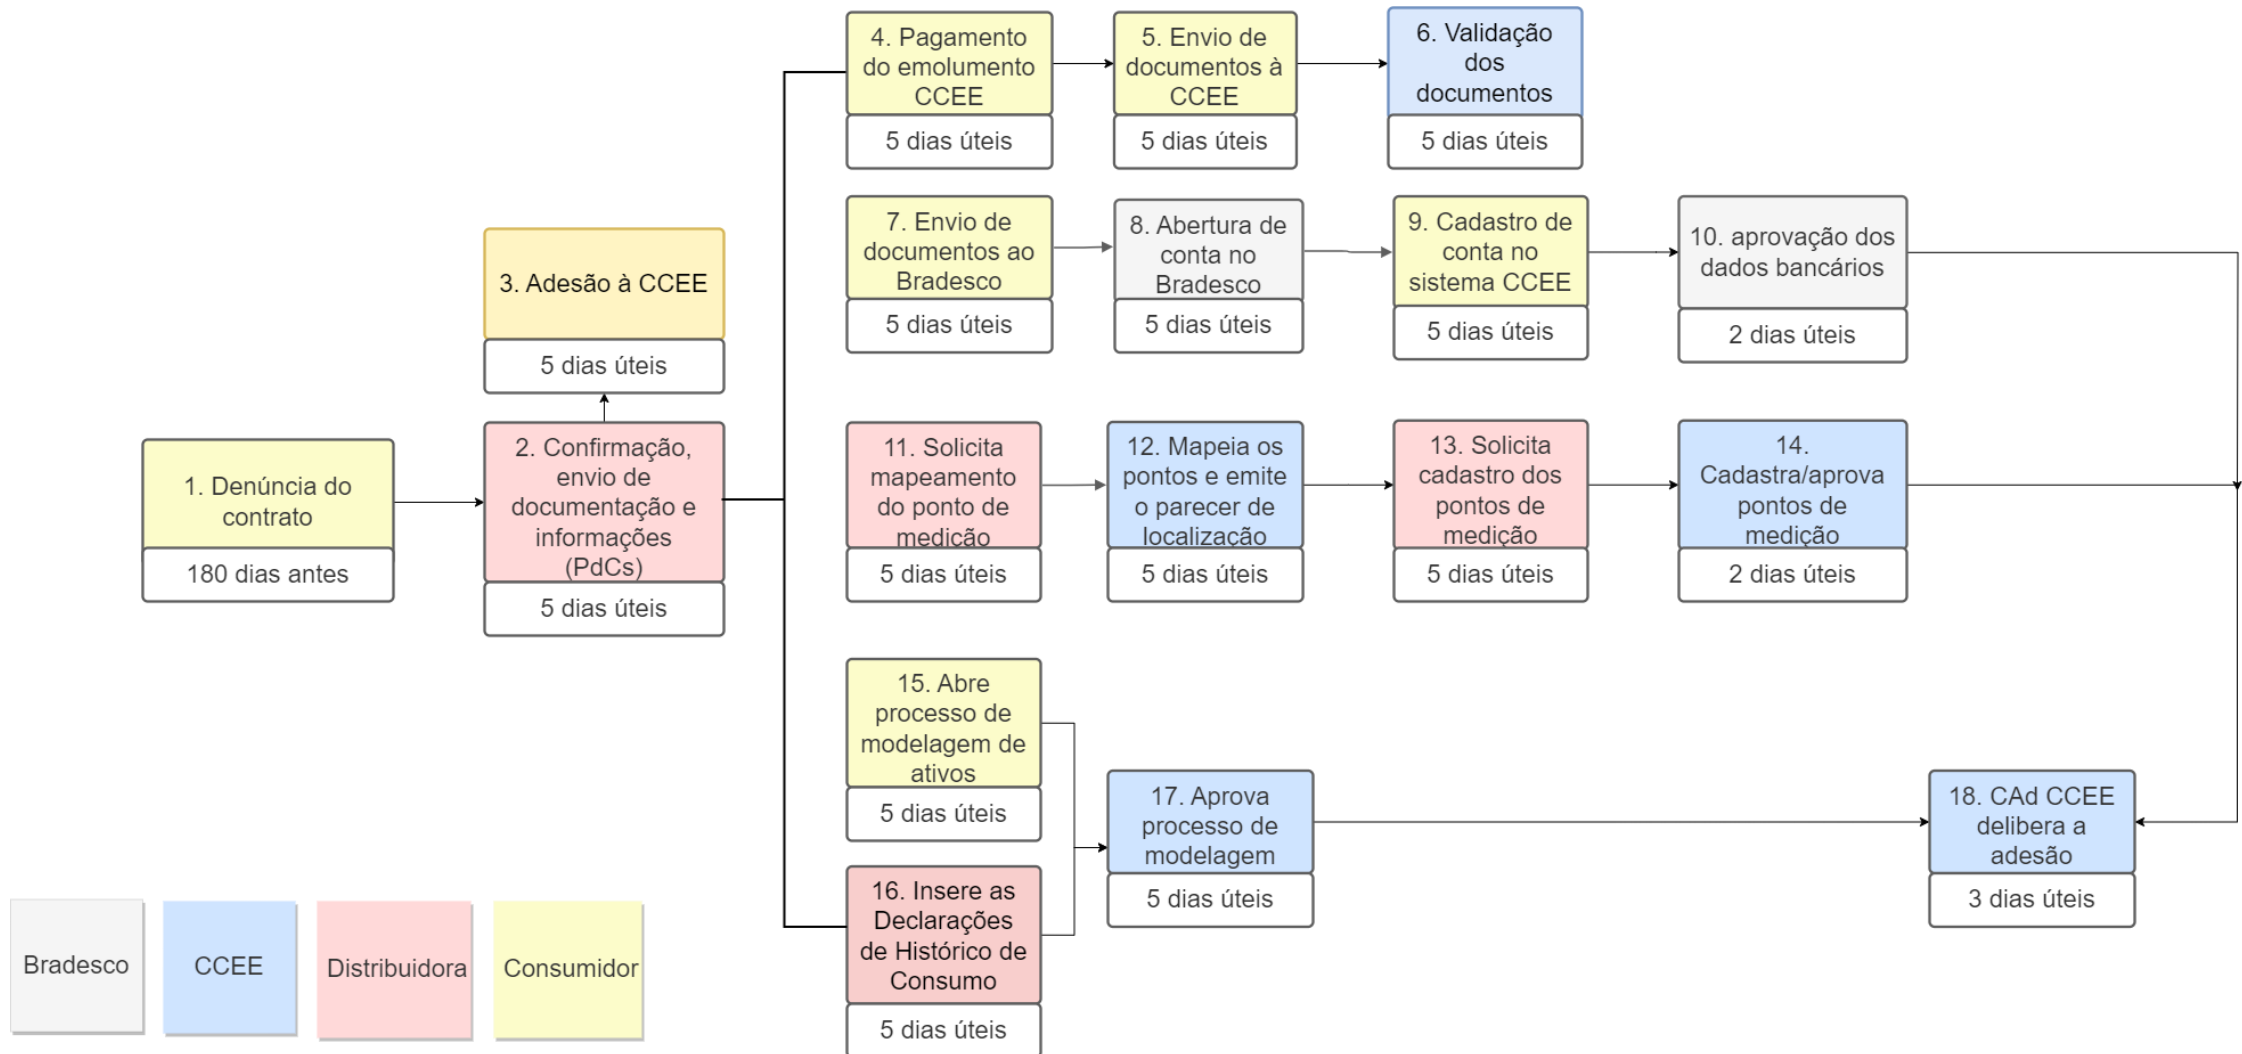 4. Pagamento
do emolumento
CCEE
5 dias úteis
5. Envio de
documentos à
CCEE
5 dias úteis
6. Validação
dos
documentos
5 dias úteis
7. Envio de
documentos ao
Bradesco
5 dias úteis
8. Abertura de
conta no
Bradesco
5 dias úteis
9. Cadastro de
conta no
sistema CCEE
5 dias úteis
10. aprovação dos
dados bancários
2 dias úteis
3. Adesão à CCEE
5 dias úteis
1. Denúncia do
contrato
180 dias antes
2. Confirmação,
envio de
documentação e
informações
(PdCs)
5 dias úteis
11. Solicita
mapeamento
do ponto de
medição
5 dias úteis
12. Mapeia os
pontos e emite
o parecer de
localização
5 dias úteis
13. Solicita
cadastro dos
pontos de
medição
5 dias úteis
14.
Cadastra/aprova
pontos de
medição
2 dias úteis
15. Abre
processo de
modelagem de
ativos
5 dias úteis
16. Insere as
Declarações
de Histórico de
Consumo
5 dias úteis
17. Aprova
processo de
modelagem
5 dias úteis
18. CAd CCEE
delibera a
adesão
3 dias úteis
Bradesco
CCEE
Distribuidora
Consumidor